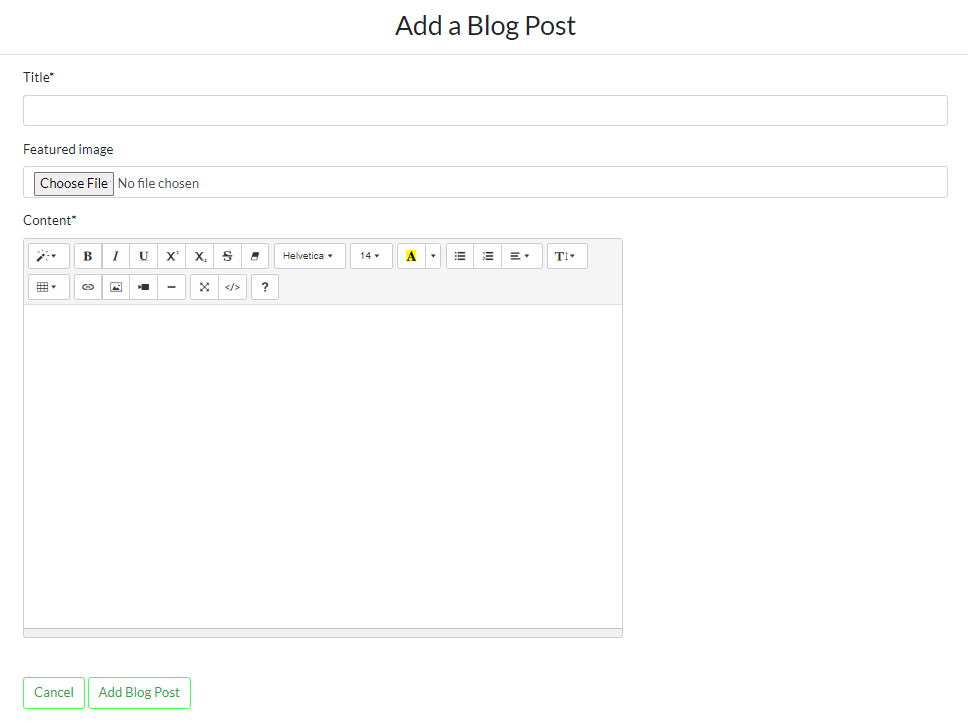 Add a Blog Post
Title*
Featured image
Choose File No file chosen
Content*
B I U X˟ X₊ S Helvetica 14 A T
</> ?
Cancel Add Blog Post